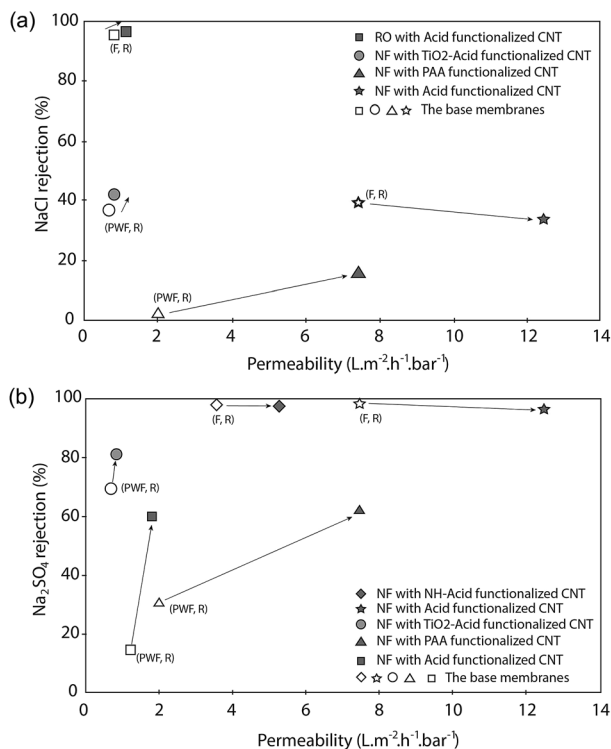 (a)
100
80
60
40
20
0
NaCl rejection (%)
(F, R)
(PWF, R)
(PWF, R)
(F, R)
RO with Acid functionalized CNT
NF with TiO2-Acid functionalized CNT
NF with PAA functionalized CNT
NF with Acid functionalized CNT
The base membranes
0 2 4 6 8 10 12 14
Permeability (L.m⁻².h⁻¹.bar⁻¹)
(b)
100
80
60
40
20
0
Na₂SO₄ rejection (%)
(F, R)
(F, R)
(PWF, R)
(PWF, R)
(PWF, R)
NF with NH-Acid functionalized CNT
NF with Acid functionalized CNT
NF with TiO2-Acid functionalized CNT
NF with PAA functionalized CNT
NF with Acid functionalized CNT
The base membranes
0 2 4 6 8 10 12 14
Permeability (L.m⁻².h⁻¹.bar⁻¹)